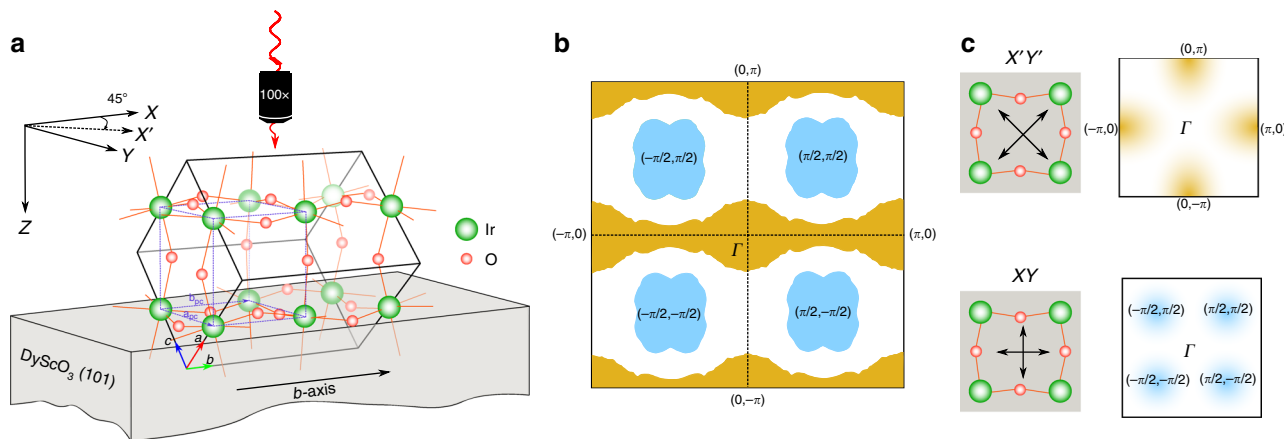 a
45°
X
X′
Y
Z
100×
Ir
O
b_pc
a_pc
c
a
b
DyScO₃ (101)
b-axis
b
(0,π)
(−π/2,π/2)
(π/2,π/2)
(−π,0)
Γ
(π,0)
(−π/2,−π/2)
(π/2,−π/2)
(0,−π)
c
X′Y′
(0,π)
(−π,0)
Γ
(π,0)
(0,−π)
XY
(−π/2,π/2)
(π/2,π/2)
Γ
(−π/2,−π/2)
(π/2,−π/2)